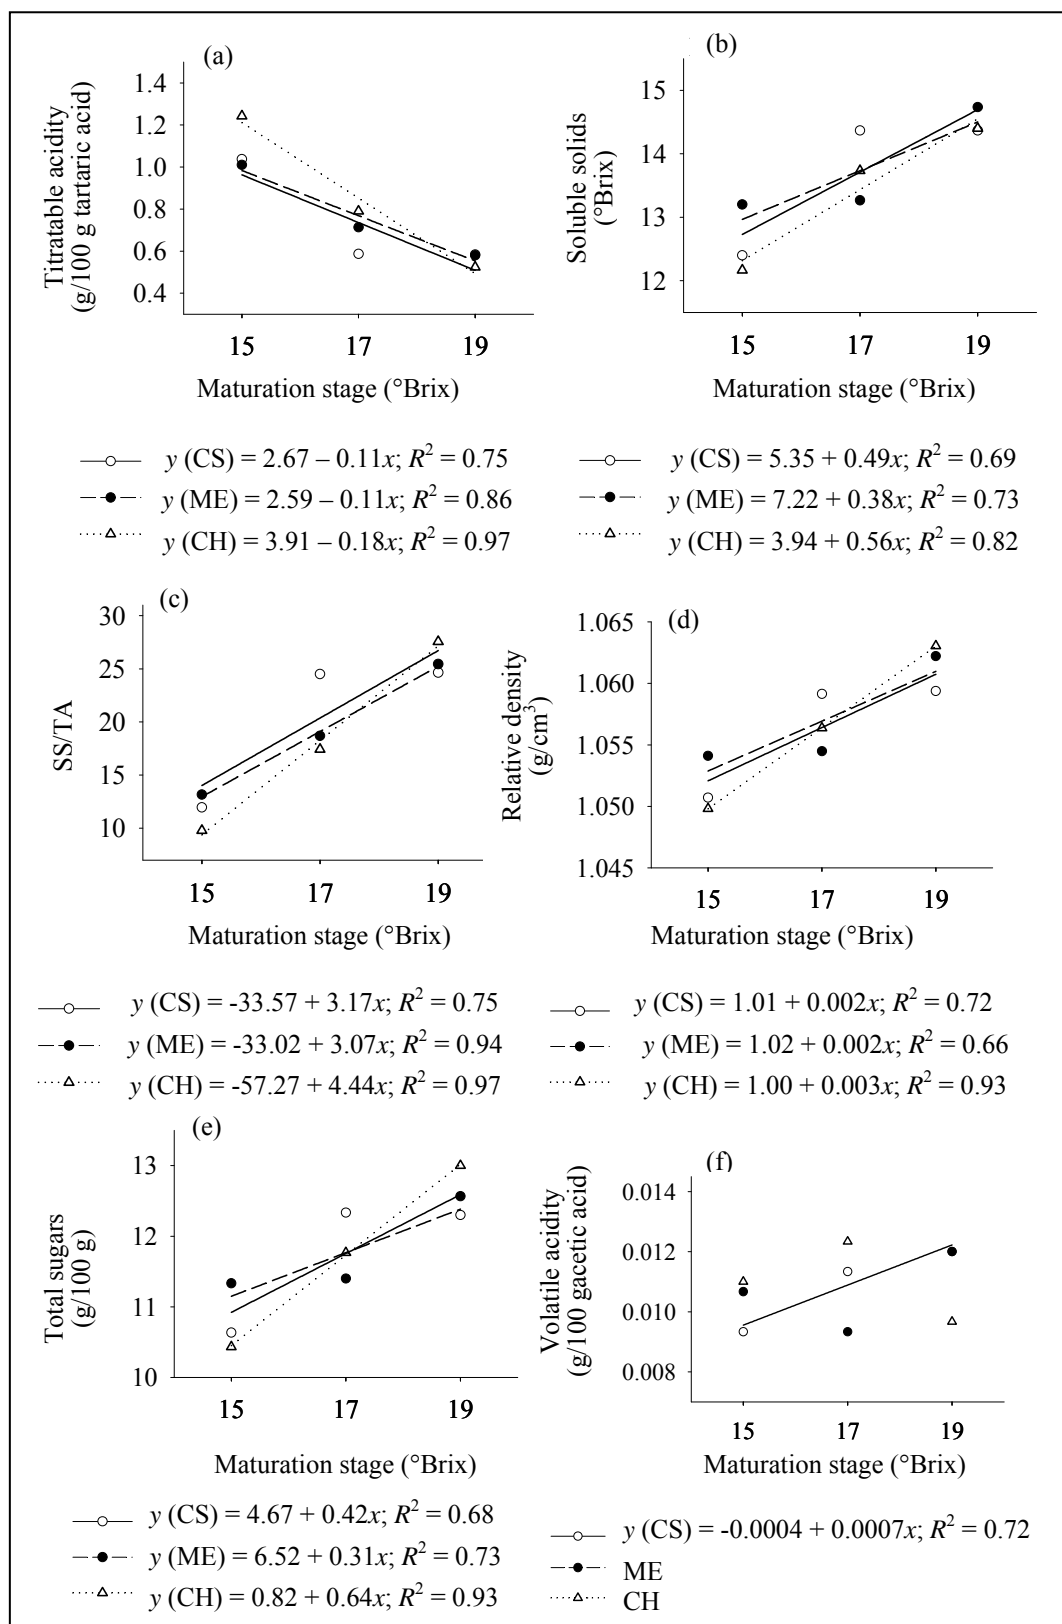 (a)
Titratable acidity
(g/100 g tartaric acid)
1.4
1.2
1.0
0.8
0.6
0.4
15 17 19
Maturation stage (°Brix)
y (CS) = 2.67 – 0.11x; R² = 0.75
y (ME) = 2.59 – 0.11x; R² = 0.86
y (CH) = 3.91 – 0.18x; R² = 0.97
(b)
Soluble solids
(°Brix)
15
14
13
12
15 17 19
Maturation stage (°Brix)
y (CS) = 5.35 + 0.49x; R² = 0.69
y (ME) = 7.22 + 0.38x; R² = 0.73
y (CH) = 3.94 + 0.56x; R² = 0.82
(c)
SS/TA
30
25
20
15
10
15 17 19
Maturation stage (°Brix)
y (CS) = -33.57 + 3.17x; R² = 0.75
y (ME) = -33.02 + 3.07x; R² = 0.94
y (CH) = -57.27 + 4.44x; R² = 0.97
(d)
Relative density
(g/cm³)
1.065
1.060
1.055
1.050
1.045
15 17 19
Maturation stage (°Brix)
y (CS) = 1.01 + 0.002x; R² = 0.72
y (ME) = 1.02 + 0.002x; R² = 0.66
y (CH) = 1.00 + 0.003x; R² = 0.93
(e)
Total sugars
(g/100 g)
13
12
11
10
15 17 19
Maturation stage (°Brix)
y (CS) = 4.67 + 0.42x; R² = 0.68
y (ME) = 6.52 + 0.31x; R² = 0.73
y (CH) = 0.82 + 0.64x; R² = 0.93
(f)
Volatile acidity
(g/100 gacetic acid)
0.014
0.012
0.010
0.008
15 17 19
Maturation stage (°Brix)
y (CS) = -0.0004 + 0.0007x; R² = 0.72
ME
CH